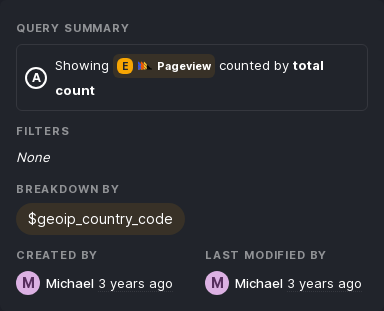 QUERY SUMMARY
A Showing E Pageview counted by total
count
FILTERS
None
BREAKDOWN BY
$geoip_country_code
CREATED BY LAST MODIFIED BY
M Michael 3 years ago M Michael 3 years ago